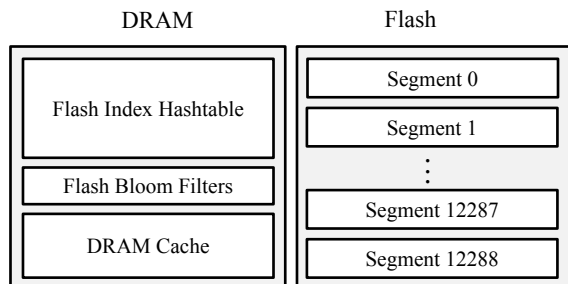 DRAM
Flash Index Hashtable
Flash Bloom Filters
DRAM Cache
Flash
Segment 0
Segment 1
⋮
Segment 12287
Segment 12288